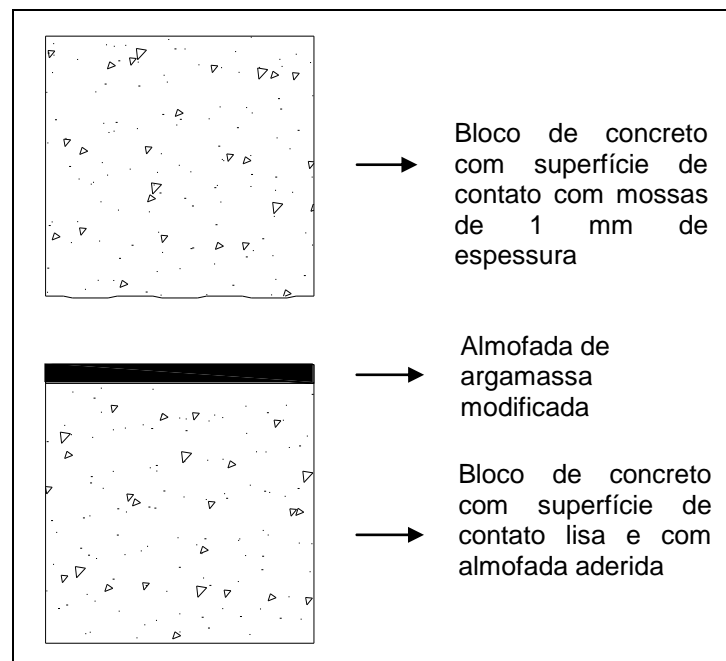 Bloco de concreto
com superfície de
contato com mossas
de 1 mm de
espessura
Almofada de
argamassa
modificada
Bloco de concreto
com superfície de
contato lisa e com
almofada aderida